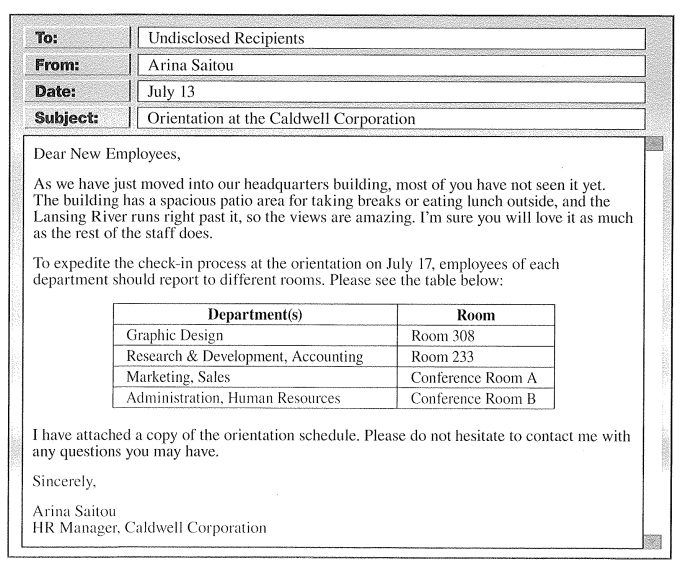 To: Undisclosed Recipients
From: Arina Saitou
Date: July 13
Subject: Orientation at the Caldwell Corporation
Dear New Employees,
As we have just moved into our headquarters building, most of you have not seen it yet.
The building has a spacious patio area for taking breaks or eating lunch outside, and the
Lansing River runs right past it, so the views are amazing. I'm sure you will love it as much
as the rest of the staff does.
To expedite the check-in process at the orientation on July 17, employees of each
department should report to different rooms. Please see the table below:
Department(s) Room
Graphic Design Room 308
Research & Development, Accounting Room 233
Marketing, Sales Conference Room A
Administration, Human Resources Conference Room B
I have attached a copy of the orientation schedule. Please do not hesitate to contact me with
any questions you may have.
Sincerely,
Arina Saitou
HR Manager, Caldwell Corporation